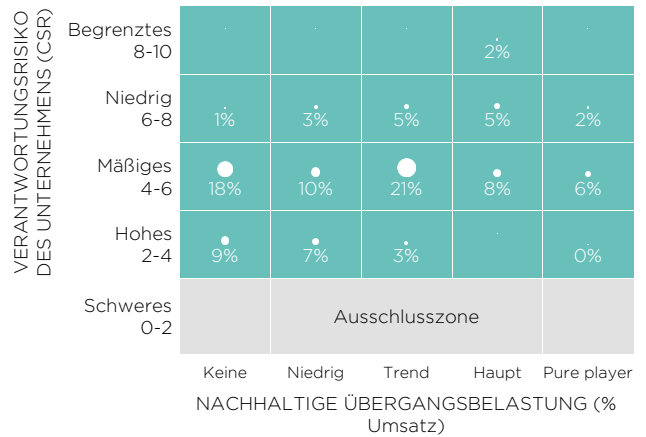 VERANTWORTUNGSRISIKO
DES UNTERNEHMENS (CSR)
Begrenztes
8-10
2%
Niedrig
6-8
1% 3% 5% 5% 2%
Mäßiges
4-6
18% 10% 21% 8% 6%
Hohes
2-4
9% 7% 3% 0%
Schweres
0-2
Ausschlusszone
Keine Niedrig Trend Haupt Pure player
NACHHALTIGE ÜBERGANGSBELASTUNG (%
Umsatz)